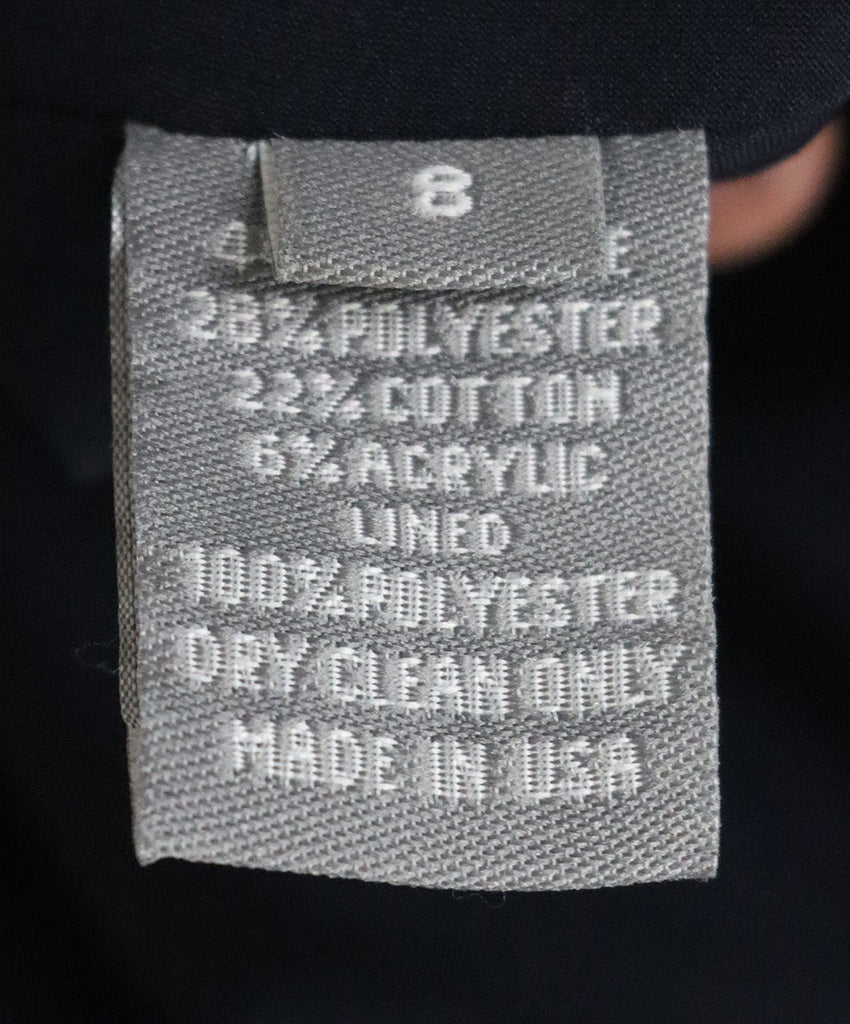 8
28% POLYESTER
22% COTTON
6% ACRYLIC
LINED
100% POLYESTER
DRY CLEAN ONLY
MADE IN USA